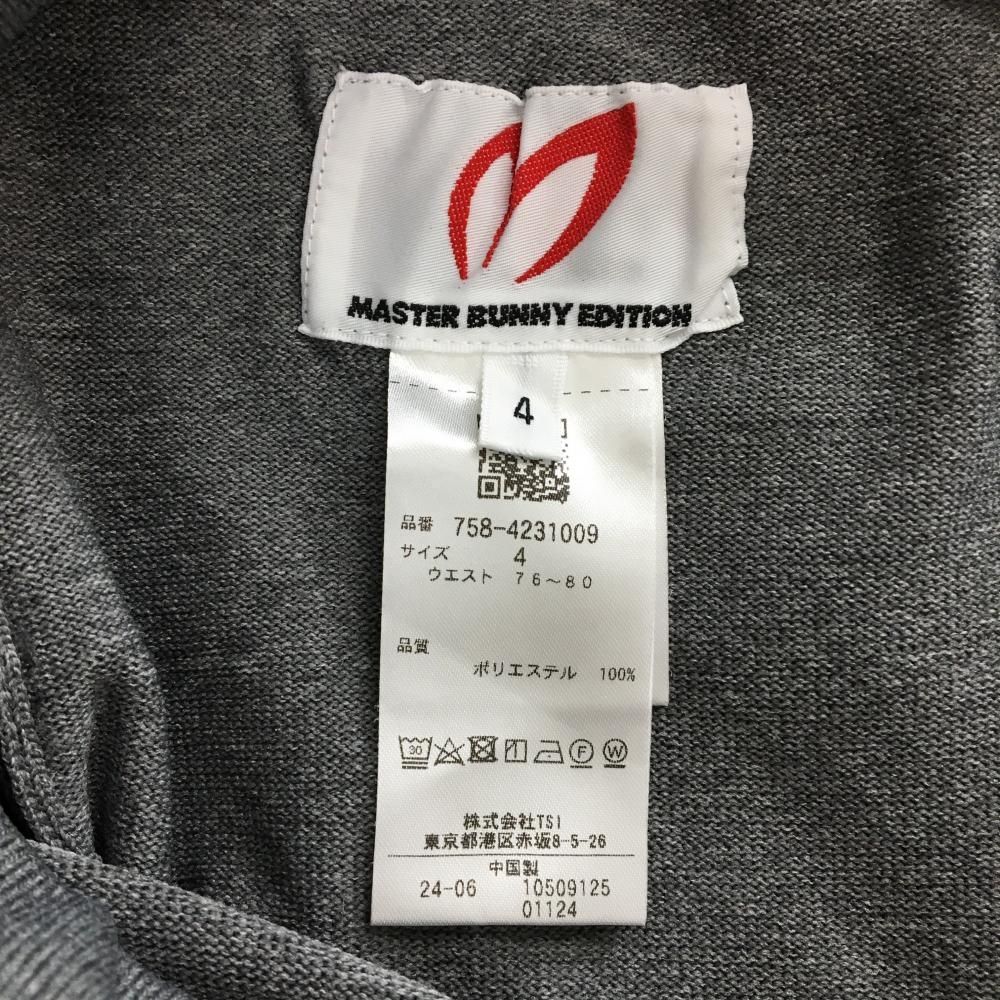 MASTER BUNNY EDITION
4
品番 758-4231009
サイズ 4
ウエスト 76~80
品質
ポリエステル 100%
30
F W
株式会社TSI
東京都港区赤坂8-5-26
中国製
24-06 10509125
01124